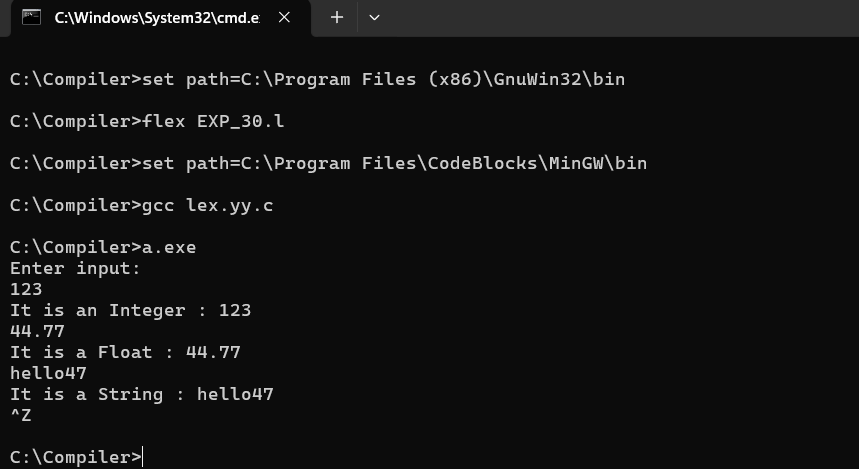 C:\Windows\System32\cmd.e
C:\Compiler>set path=C:\Program Files (x86)\GnuWin32\bin
C:\Compiler>flex EXP_30.l
C:\Compiler>set path=C:\Program Files\CodeBlocks\MinGW\bin
C:\Compiler>gcc lex.yy.c
C:\Compiler>a.exe
Enter input:
123
It is an Integer : 123
44.77
It is a Float : 44.77
hello47
It is a String : hello47
^Z
C:\Compiler>